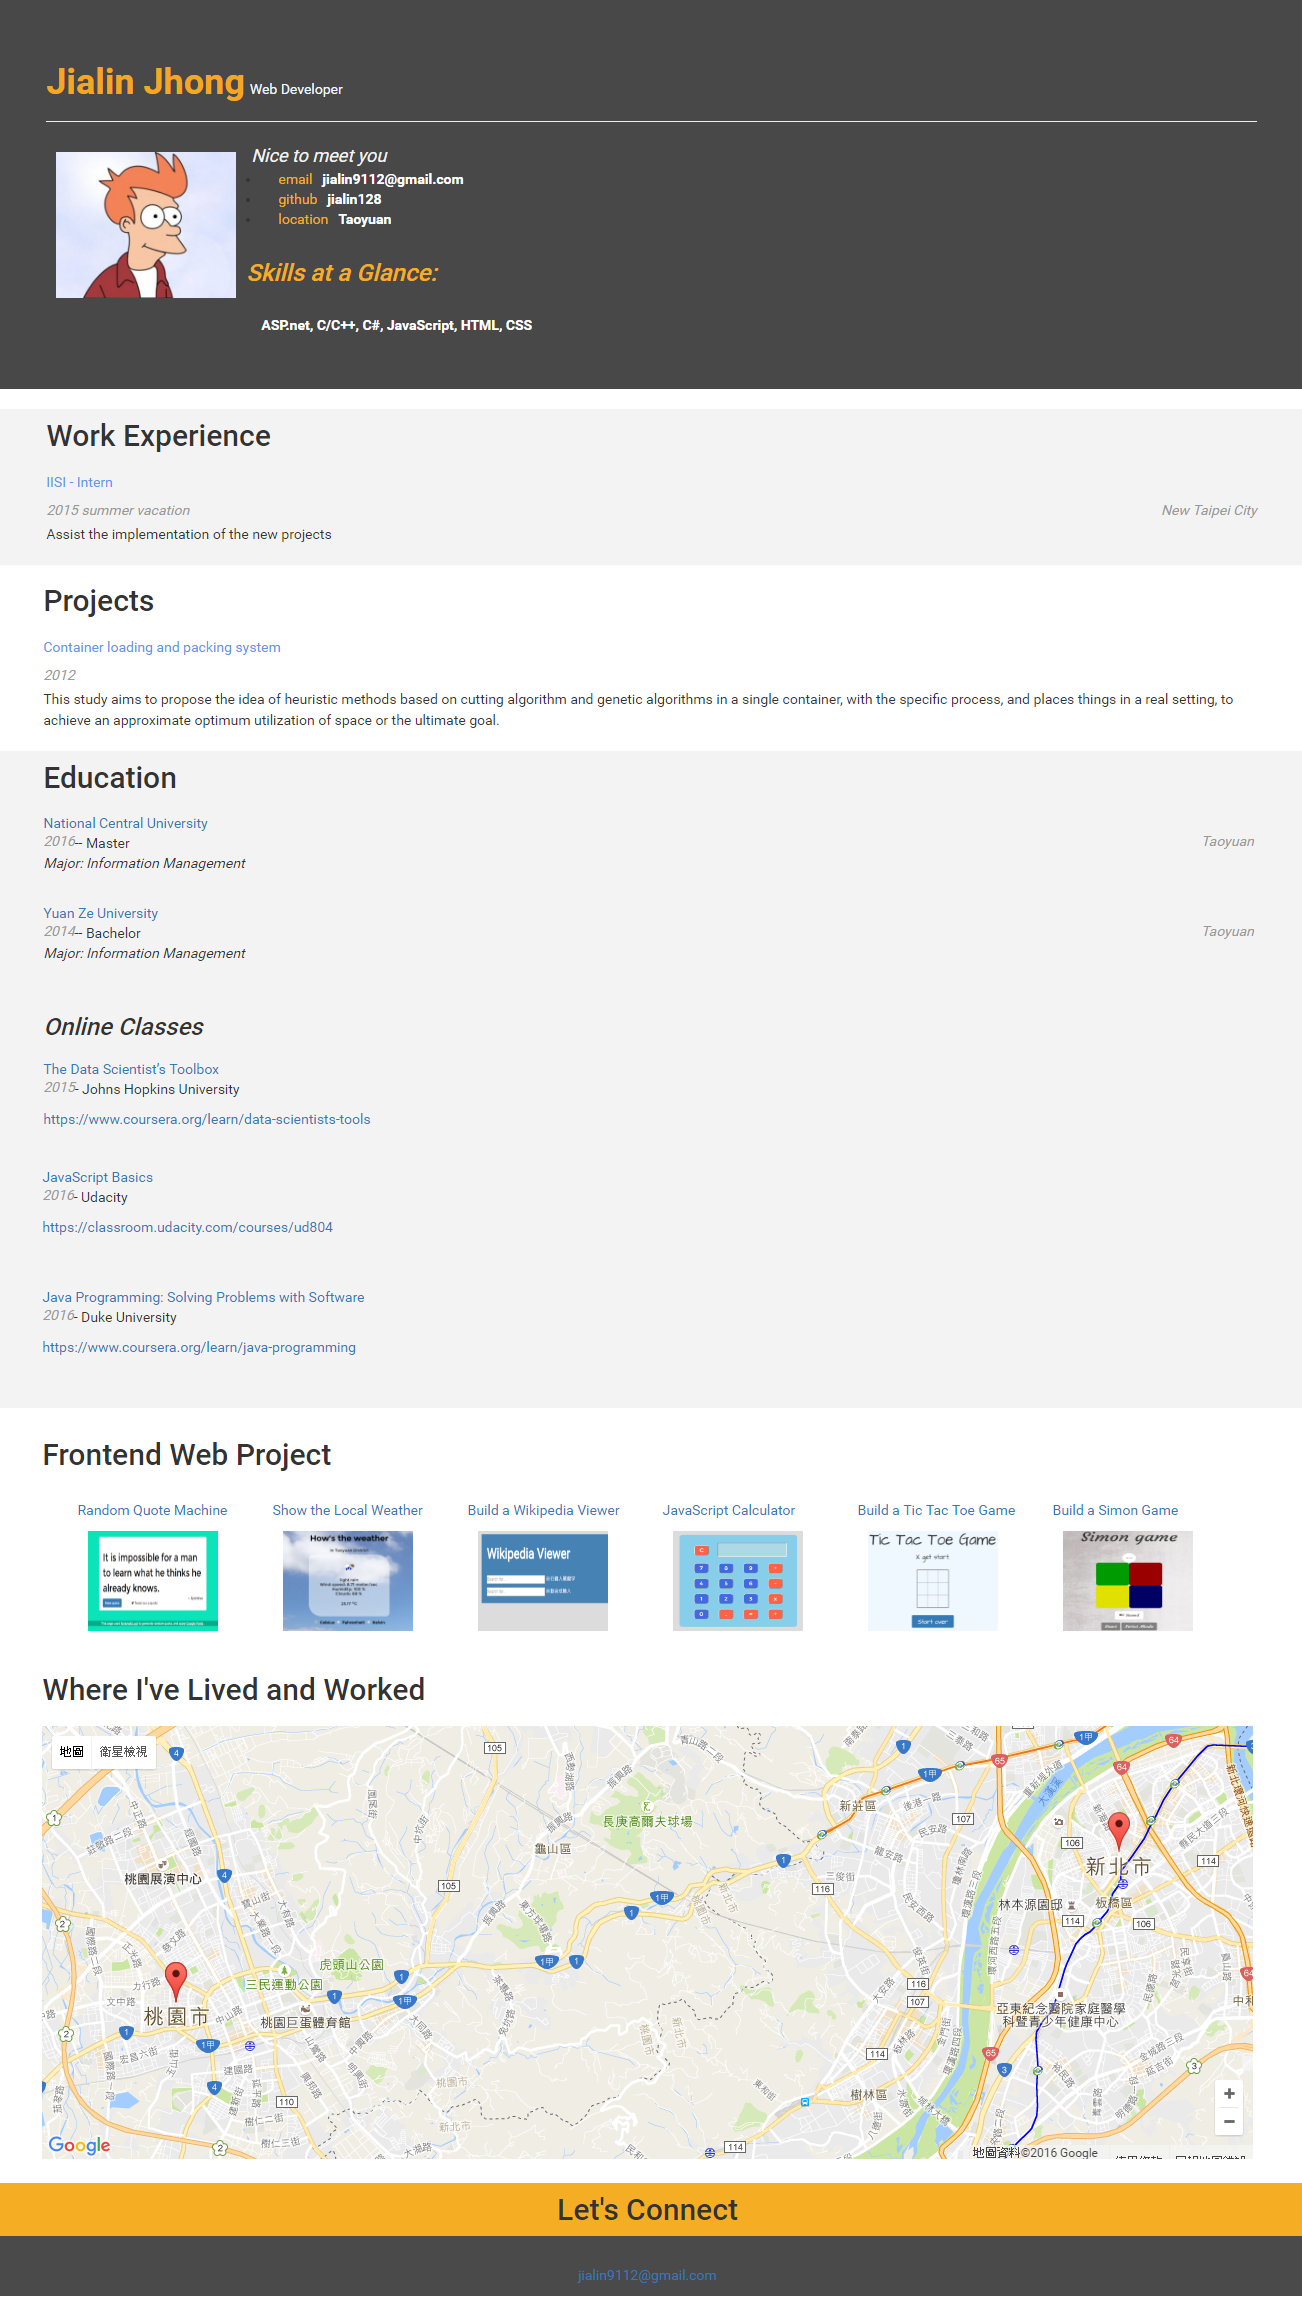 Jialin Jhong Web Developer
Nice to meet you
email jialin9112@gmail.com
github jialin128
location Taoyuan
Skills at a Glance:
ASP.net, C/C++, C#, JavaScript, HTML, CSS
Work Experience
IISI - Intern
2015 summer vacation New Taipei City
Assist the implementation of the new projects
Projects
Container loading and packing system
2012
This study aims to propose the idea of heuristic methods based on cutting algorithm and genetic algorithms in a single container, with the specific process, and places things in a real setting, to
achieve an approximate optimum utilization of space or the ultimate goal.
Education
National Central University
2016-- Master Taoyuan
Major: Information Management
Yuan Ze University
2014-- Bachelor Taoyuan
Major: Information Management
Online Classes
The Data Scientist's Toolbox
2015- Johns Hopkins University
https://www.coursera.org/learn/data-scientists-tools
JavaScript Basics
2016- Udacity
https://classroom.udacity.com/courses/ud804
Java Programming: Solving Problems with Software
2016- Duke University
https://www.coursera.org/learn/java-programming
Frontend Web Project
Random Quote Machine Show the Local Weather Build a Wikipedia Viewer JavaScript Calculator Build a Tic Tac Toe Game Build a Simon Game
It is impossible for a man
to learn what he thinks he
already knows.
How's the weather
Wikipedia Viewer
Tic Tac Toe Game
X get start
Start over
Simon game
Where I've Lived and Worked
地圖 衛星檢視
長庚高爾夫球場
新莊區
龜山區
桃園展演中心
新北市
板橋區
林本源園邸
虎頭山公園
三民運動公園
桃園市
桃園巨蛋體育館
亞東紀念醫院家庭醫學
科暨青少年健康中心
樹林區
Google
地圖資料©2016 Google
Let's Connect
jialin9112@gmail.com